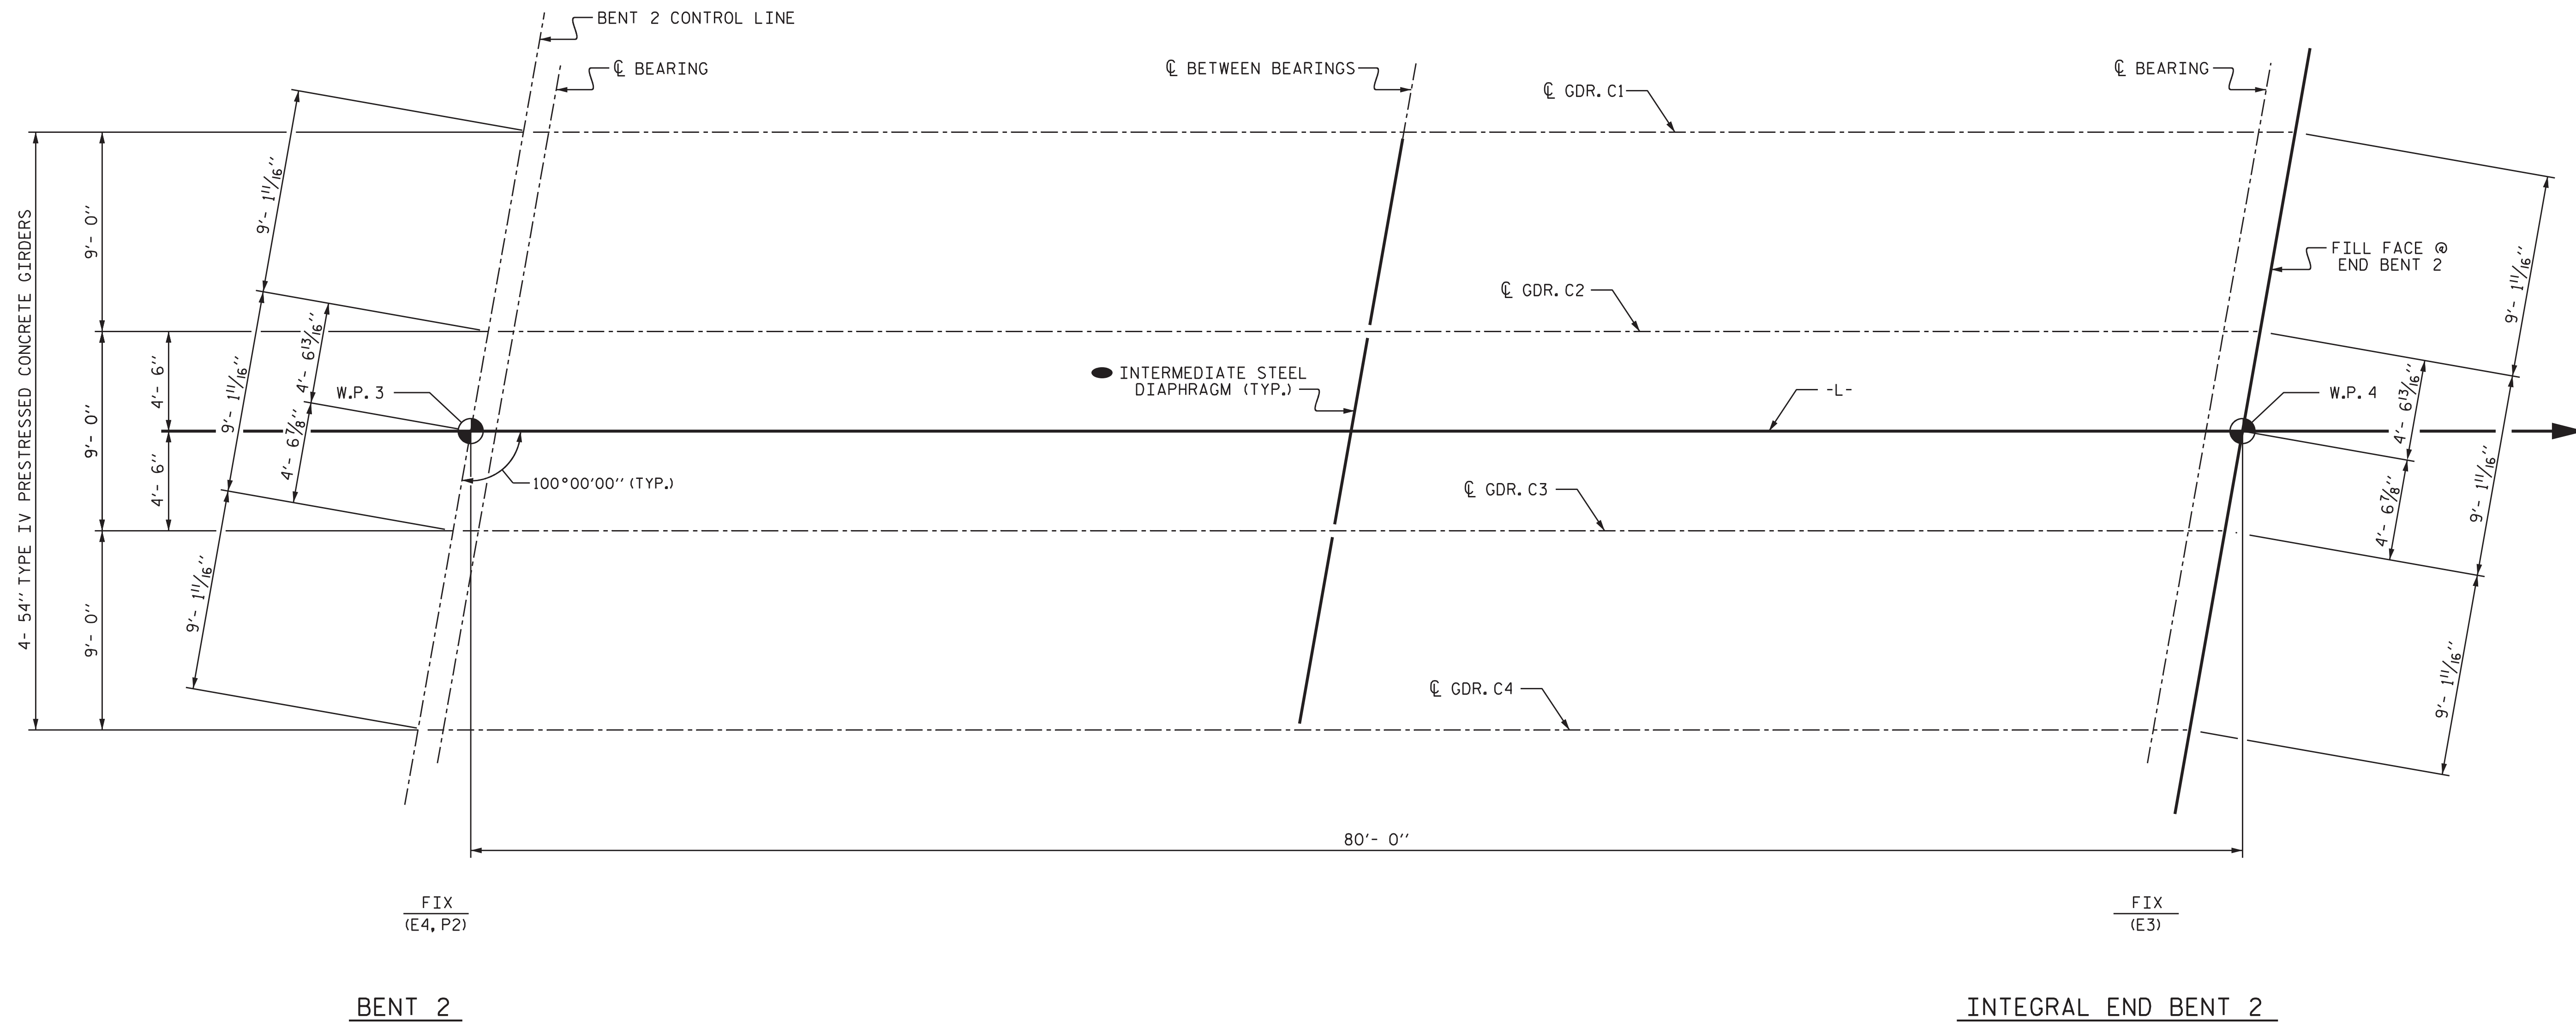 BENT 2 CONTROL LINE
℄ BEARING
℄ BETWEEN BEARINGS
℄ GDR. C1
℄ BEARING
4- 54'' TYPE IV PRESTRESSED CONCRETE GIRDERS
9'- 0''
9'- 0''
9'- 0''
4'- 6''
4'- 6''
9'- 1 11/16''
9'- 1 11/16''
9'- 1 11/16''
4'- 6 13/16''
4'- 6 7/8''
W.P. 3
100°00'00'' (TYP.)
℄ GDR. C2
INTERMEDIATE STEEL
DIAPHRAGM (TYP.)
-L-
℄ GDR. C3
℄ GDR. C4
FILL FACE @
END BENT 2
W.P. 4
9'- 1 11/16''
9'- 1 11/16''
9'- 1 11/16''
4'- 6 13/16''
4'- 6 7/8''
80'- 0''
FIX
(E4, P2)
FIX
(E3)
BENT 2
INTEGRAL END BENT 2